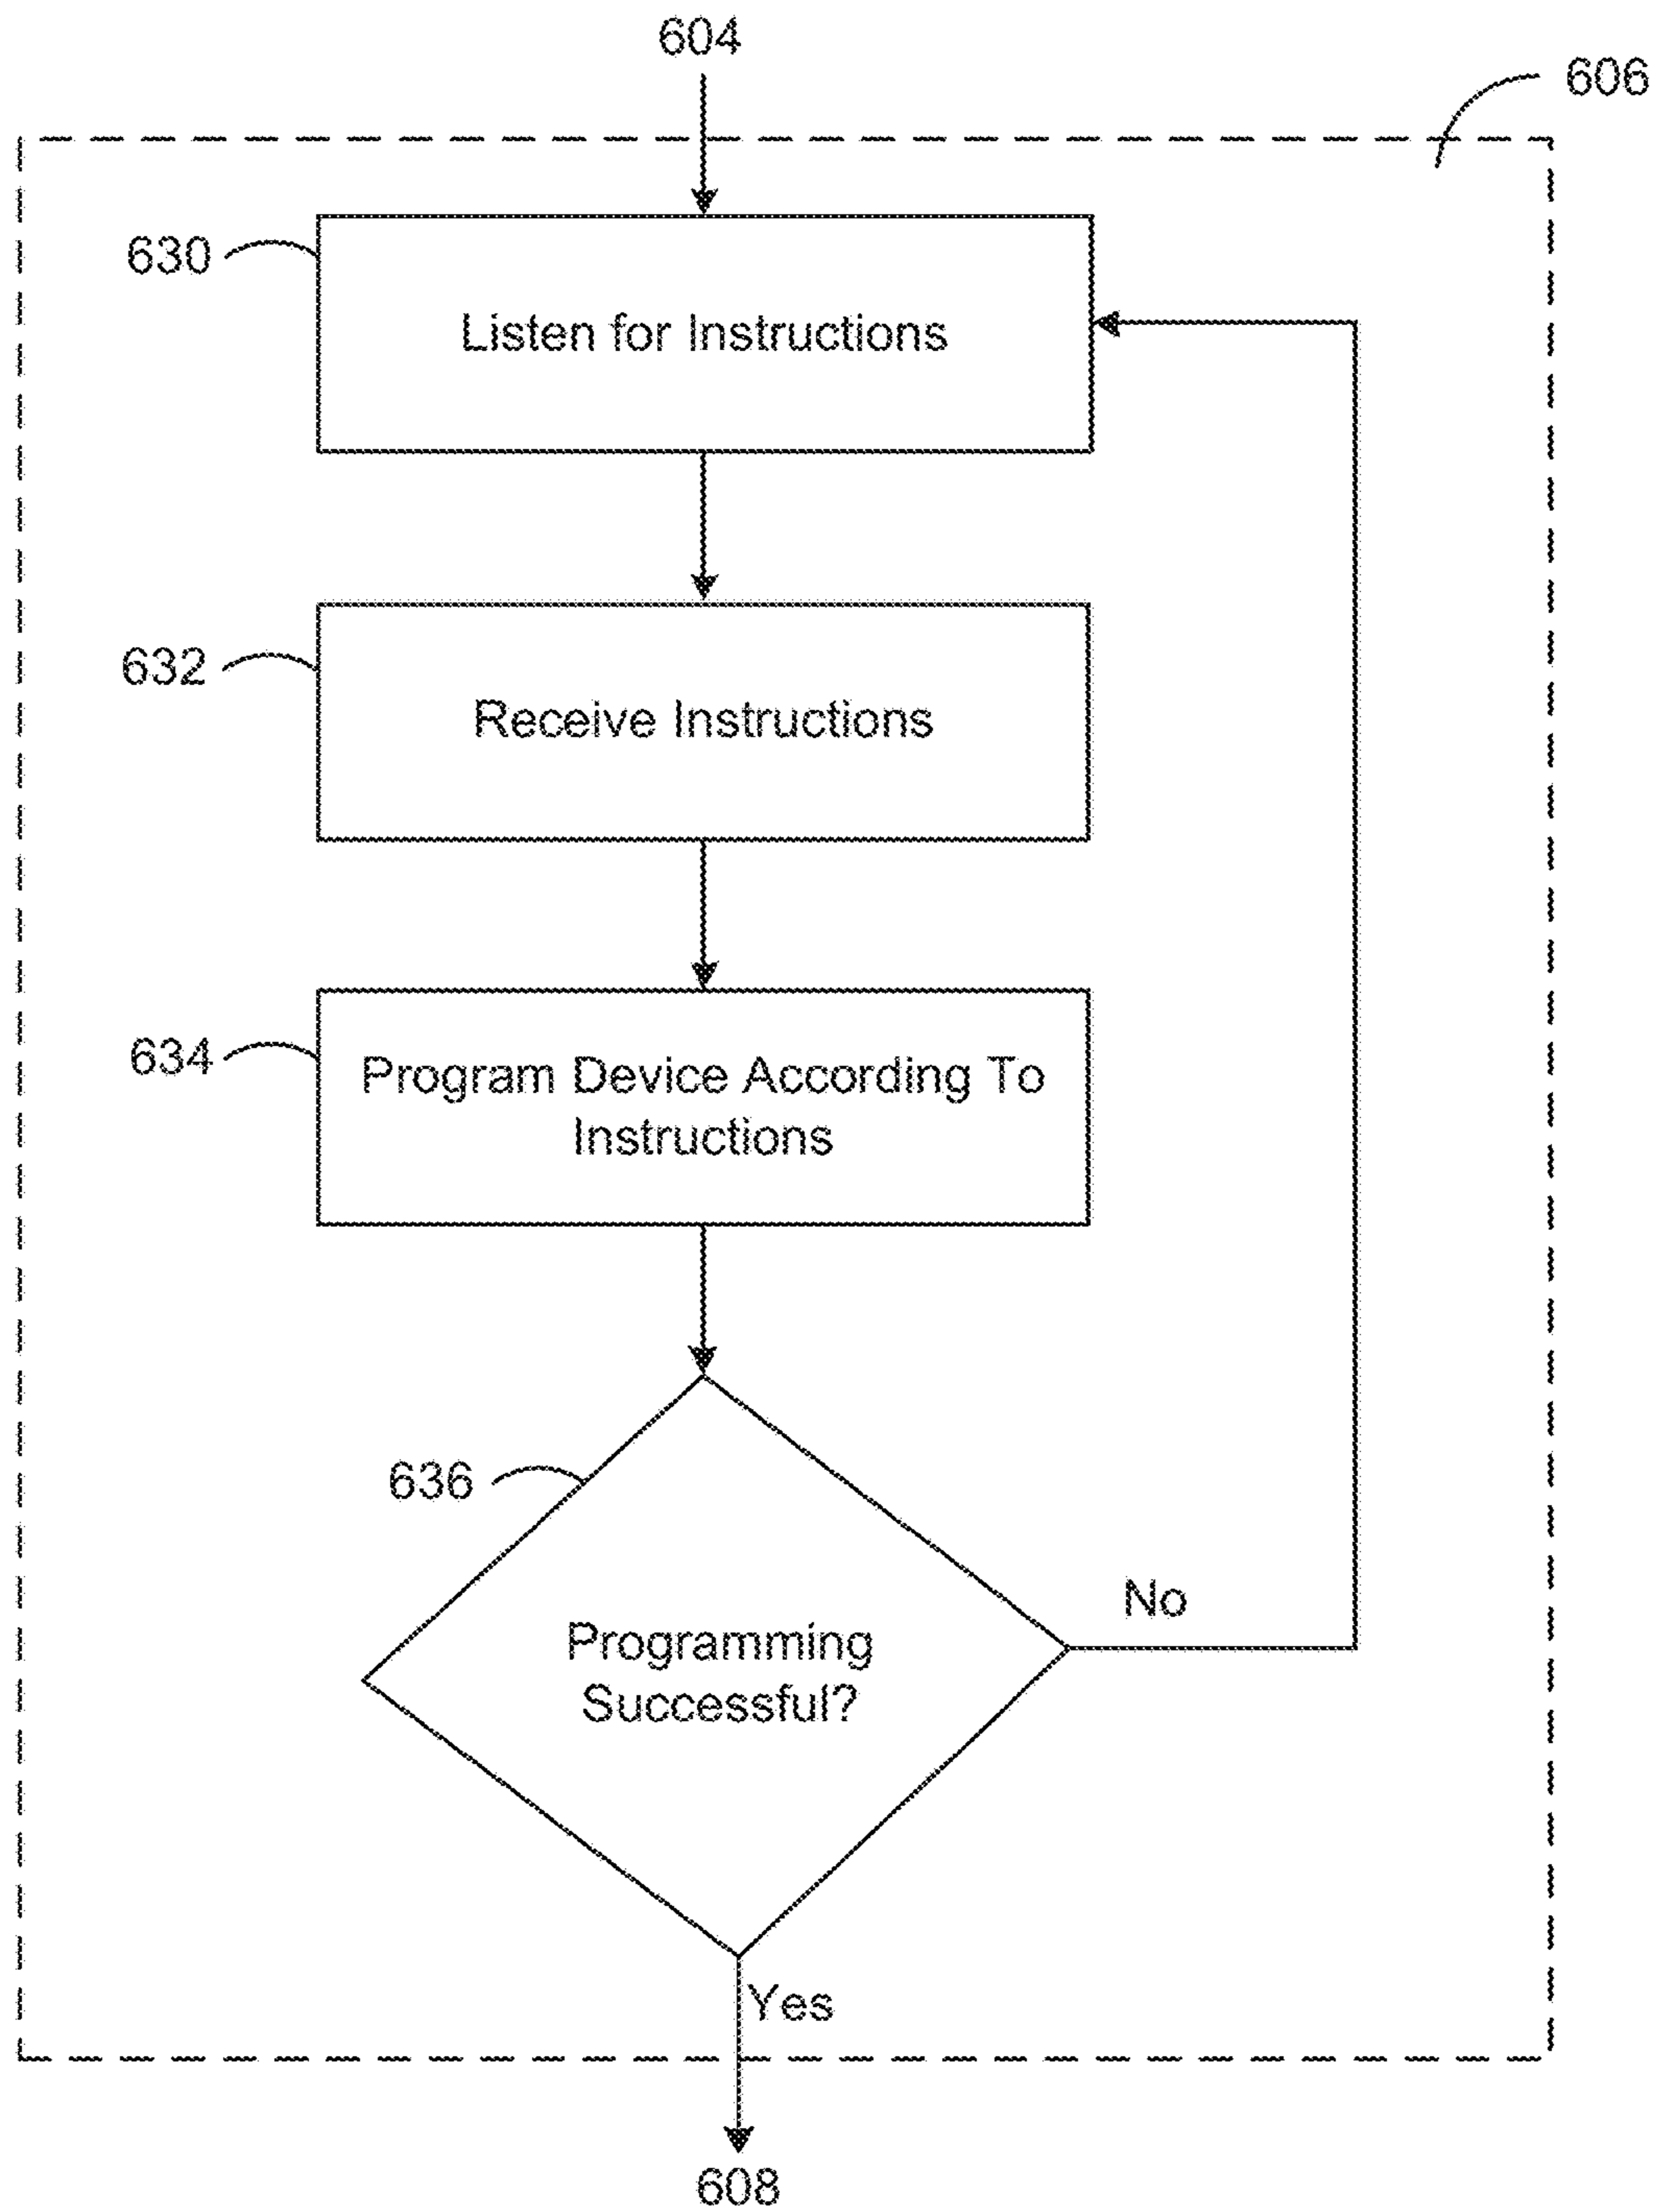 604
606
630
Listen for Instructions
632
Receive Instructions
634
Program Device According To
Instructions
636
Programming
Successful?
No
Yes
608